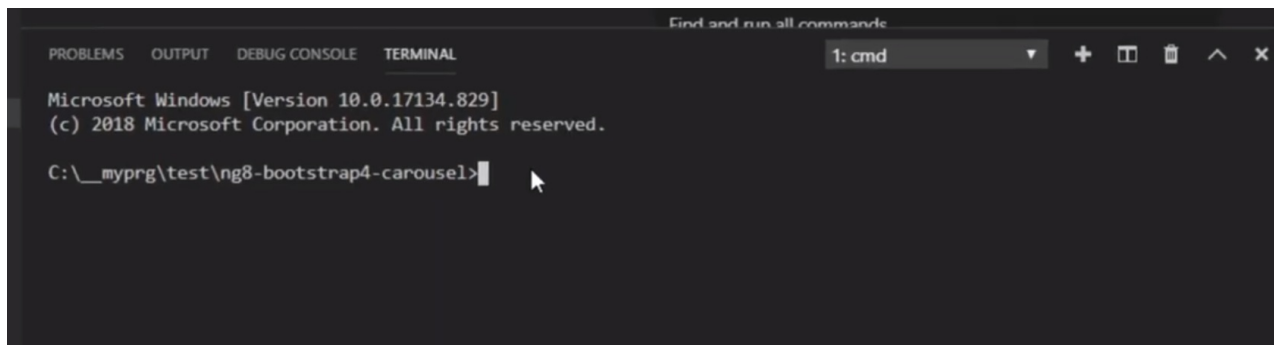 Find and run all commands
PROBLEMS OUTPUT DEBUG CONSOLE TERMINAL 1: cmd
Microsoft Windows [Version 10.0.17134.829]
(c) 2018 Microsoft Corporation. All rights reserved.
C:\__myprg\test\ng8-bootstrap4-carousel>